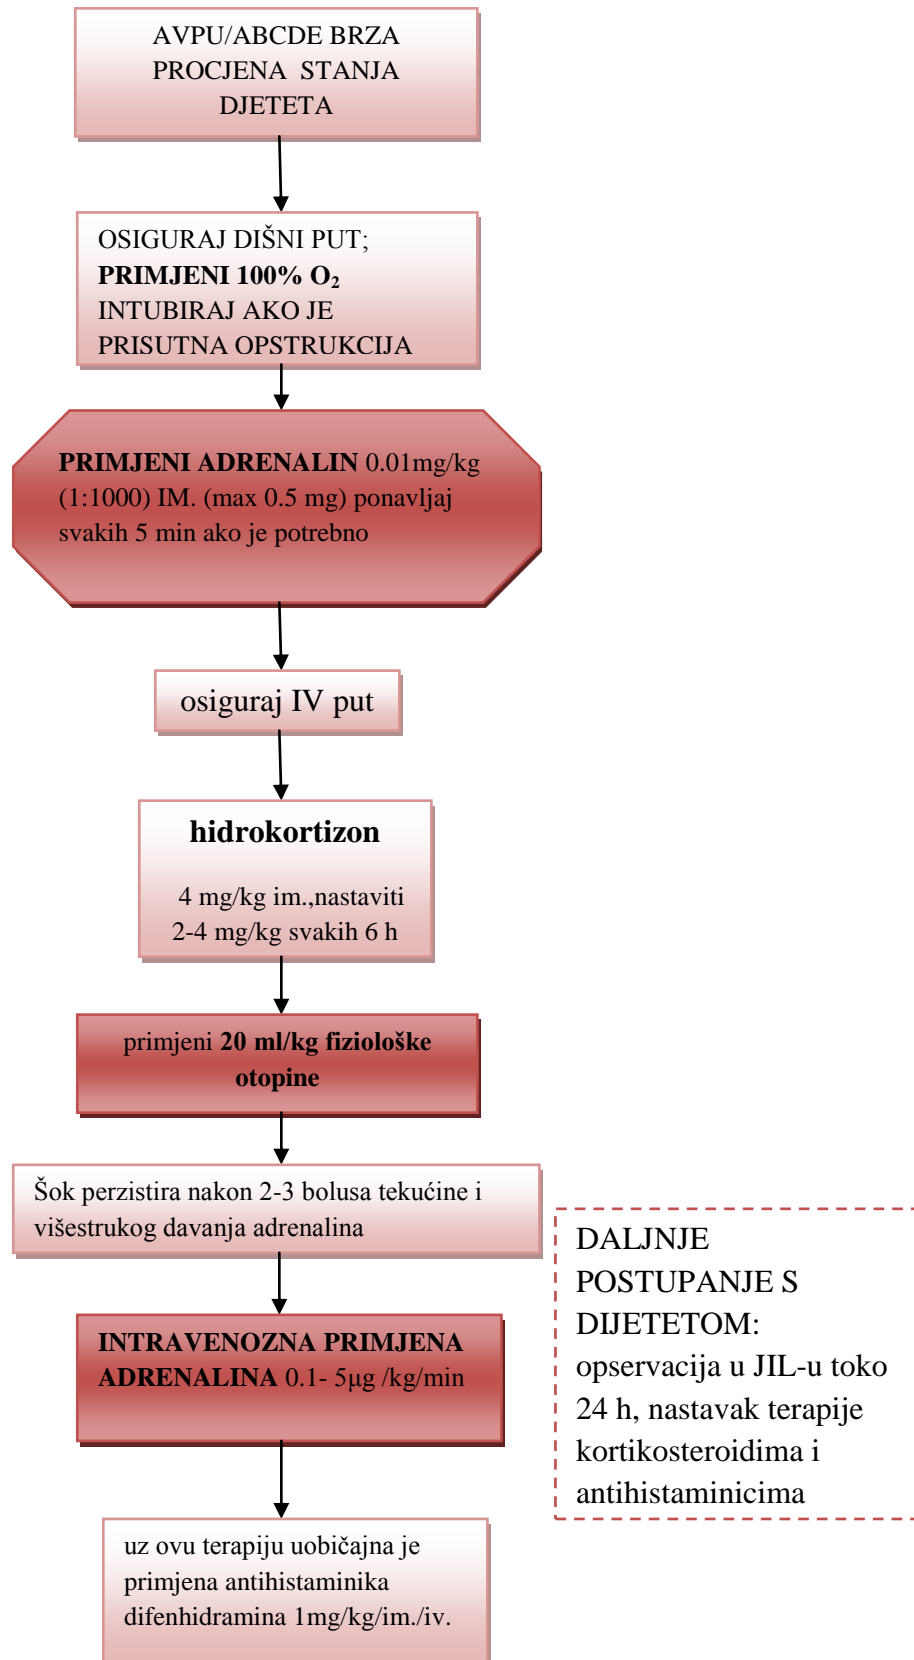 AVPU/ABCDE BRZA
PROCJENA STANJA
DJETETA
OSIGURAJ DIŠNI PUT;
PRIMJENI 100% O₂
INTUBIRAJ AKO JE
PRISUTNA OPSTRUKCIJA
PRIMJENI ADRENALIN 0.01mg/kg
(1:1000) IM. (max 0.5 mg) ponavljaj
svakih 5 min ako je potrebno
osiguraj IV put
hidrokortizon
4 mg/kg im.,nastaviti
2-4 mg/kg svakih 6 h
primjeni 20 ml/kg fiziološke
otopine
Šok perzistira nakon 2-3 bolusa tekućine i
višestrukog davanja adrenalina
INTRAVENOZNA PRIMJENA
ADRENALINA 0.1- 5µg /kg/min
uz ovu terapiju uobičajna je
primjena antihistaminika
difenhidramina 1mg/kg/im./iv.
DALJNJE
POSTUPANJE S
DIJETETOM:
opservacija u JIL-u toko
24 h, nastavak terapije
kortikosteroidima i
antihistaminicima